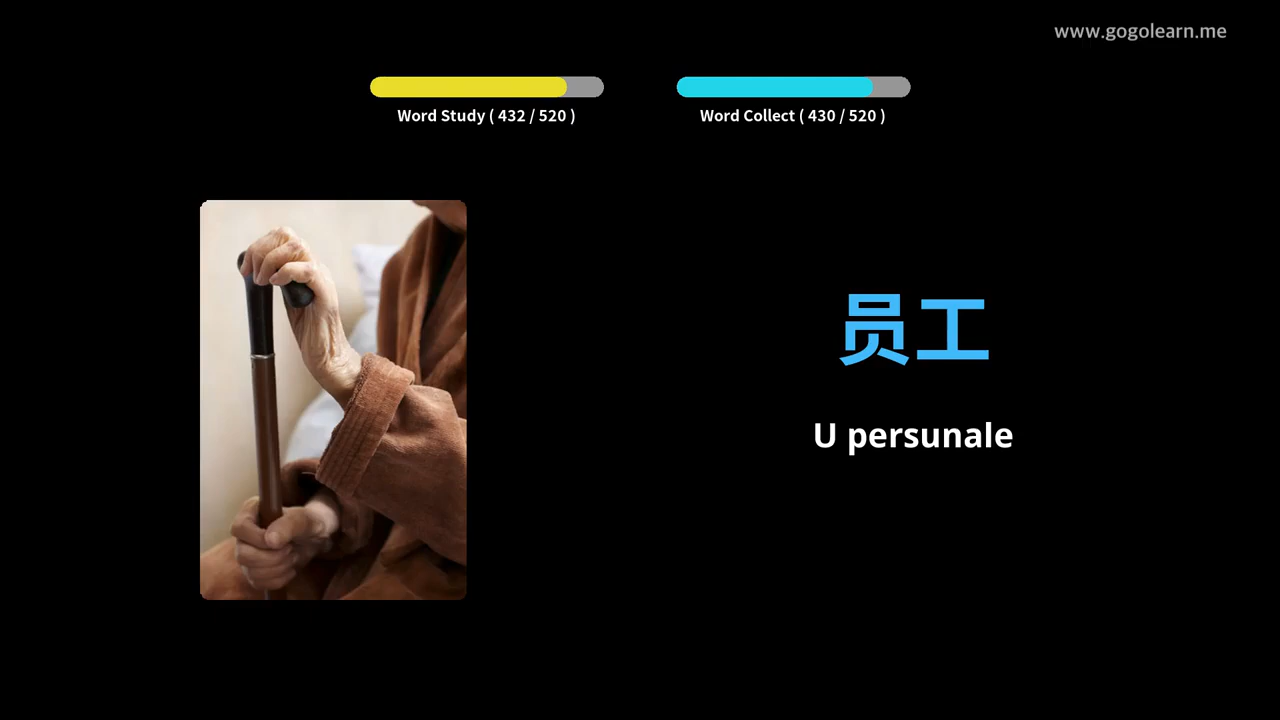 www.gogolearn.me
Word Study ( 432 / 520 )
Word Collect ( 430 / 520 )
员工
U persunale